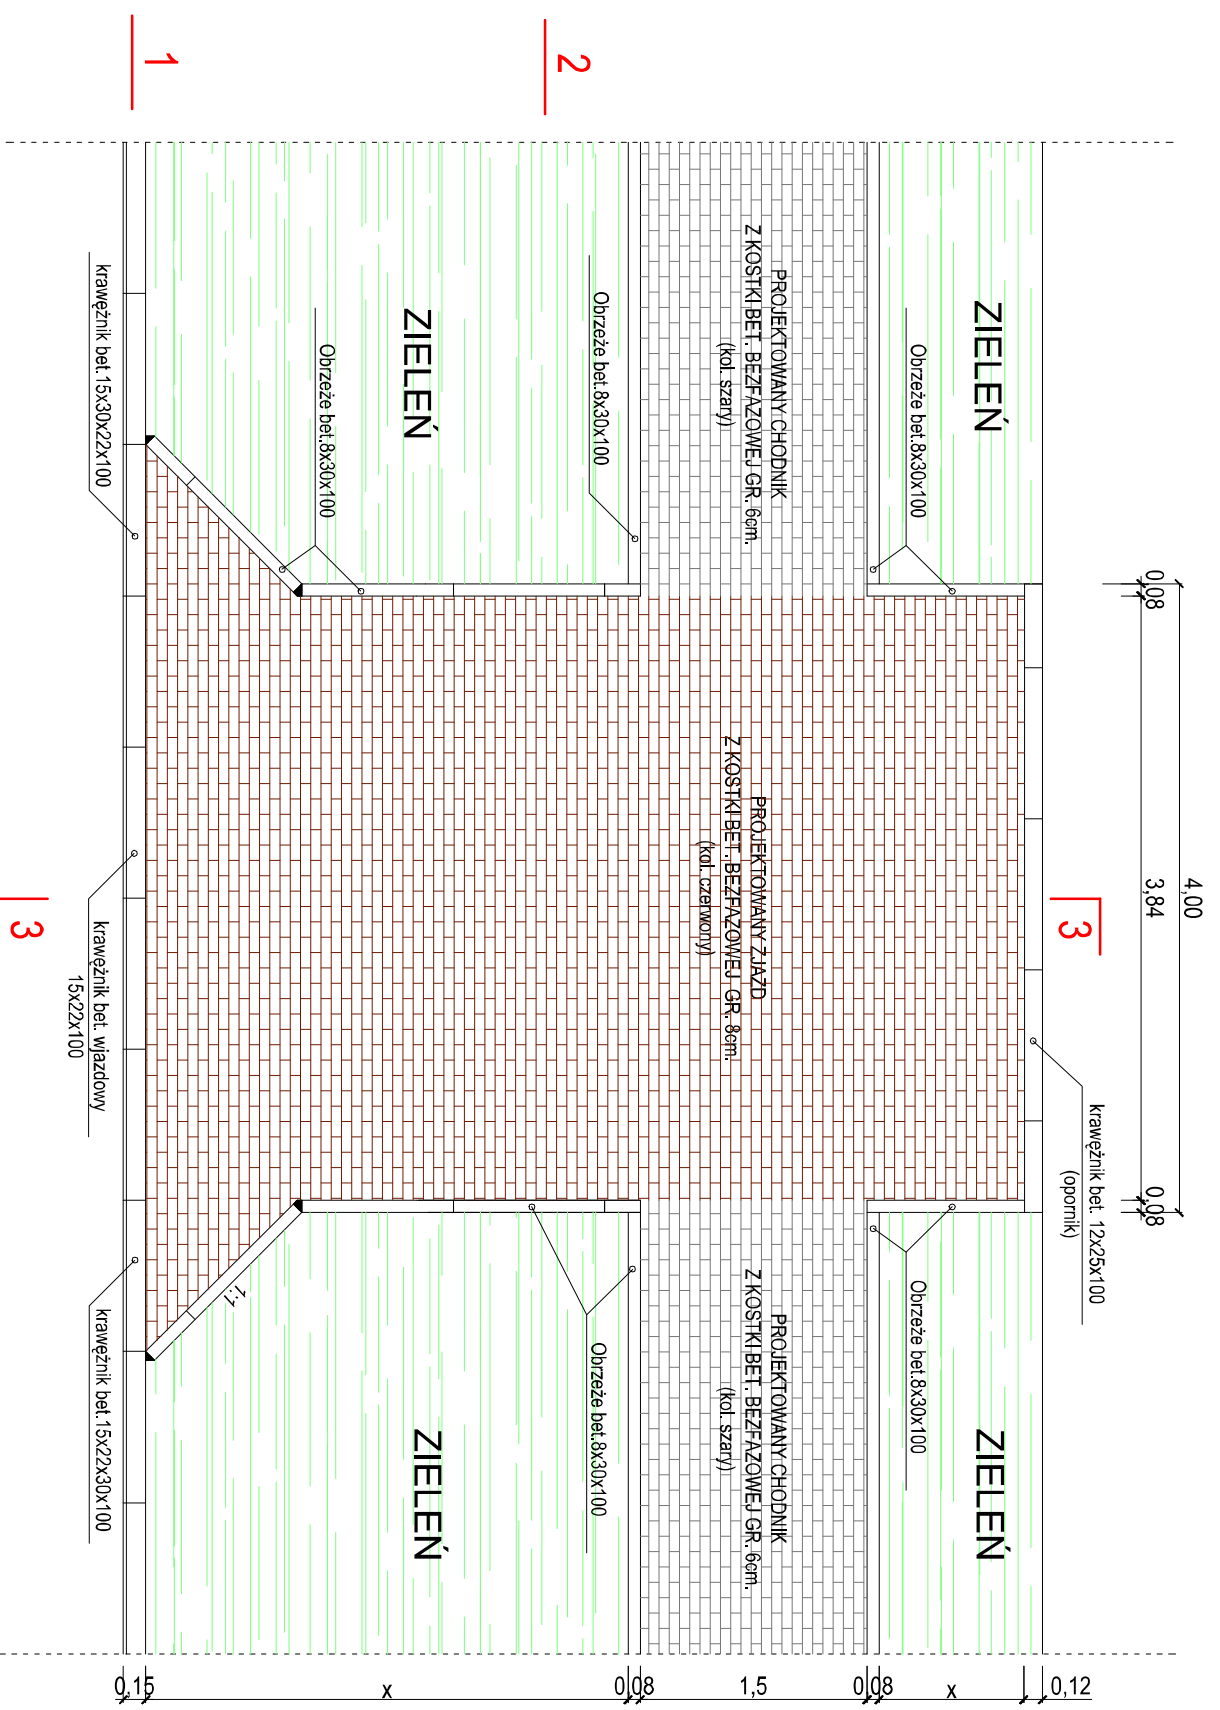 1
2
ZIELEŃ
ZIELEŃ
Obrzeże bet.8x30x100
PROJEKTOWANY CHODNIK
Z KOSTKI BET. BEZFAZOWEJ GR. 6cm.
(kol. szary)
Obrzeże bet.8x30x100
Obrzeże bet.8x30x100
krawężnik bet.15x30x22x100
0,08
4,00
3,84
0,08
3
PROJEKTOWANY ZJAZD
Z KOSTKI BET. BEZFAZOWEJ GR. 8cm.
(kol. czerwony)
3
krawężnik bet. wjazdowy
15x22x100
krawężnik bet. 12x25x100
(opornik)
Obrzeże bet.8x30x100
PROJEKTOWANY CHODNIK
Z KOSTKI BET. BEZFAZOWEJ GR. 6cm.
(kol. szary)
Obrzeże bet.8x30x100
1:1
krawężnik bet.15x22x30x100
ZIELEŃ
ZIELEŃ
0,15
x
0,08
1,5
0,08
x
0,12